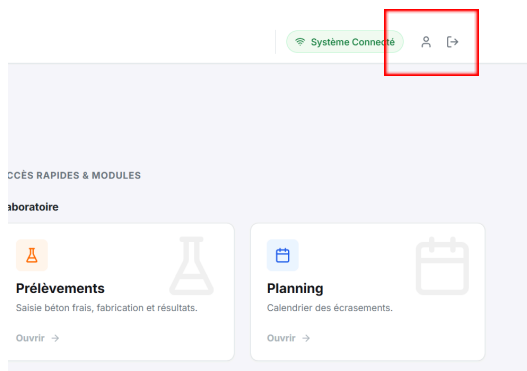 Système Connecté
CCÈS RAPIDES & MODULES
aboratoire
Prélèvements
Saisie béton frais, fabrication et résultats.
Ouvrir →
Planning
Calendrier des écrasements.
Ouvrir →